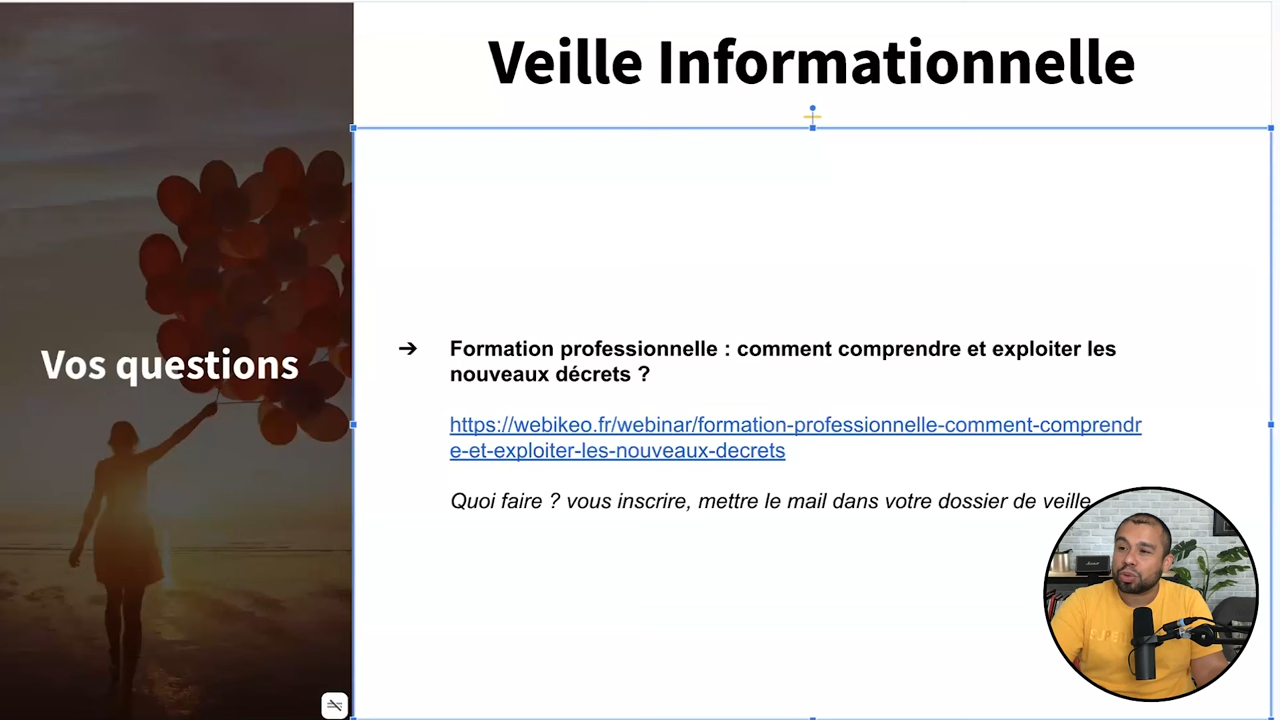 Veille Informationnelle
Vos questions
➔ Formation professionnelle : comment comprendre et exploiter les
nouveaux décrets ?
https://webikeo.fr/webinar/formation-professionnelle-comment-comprendr
e-et-exploiter-les-nouveaux-decrets
Quoi faire ? vous inscrire, mettre le mail dans votre dossier de veille